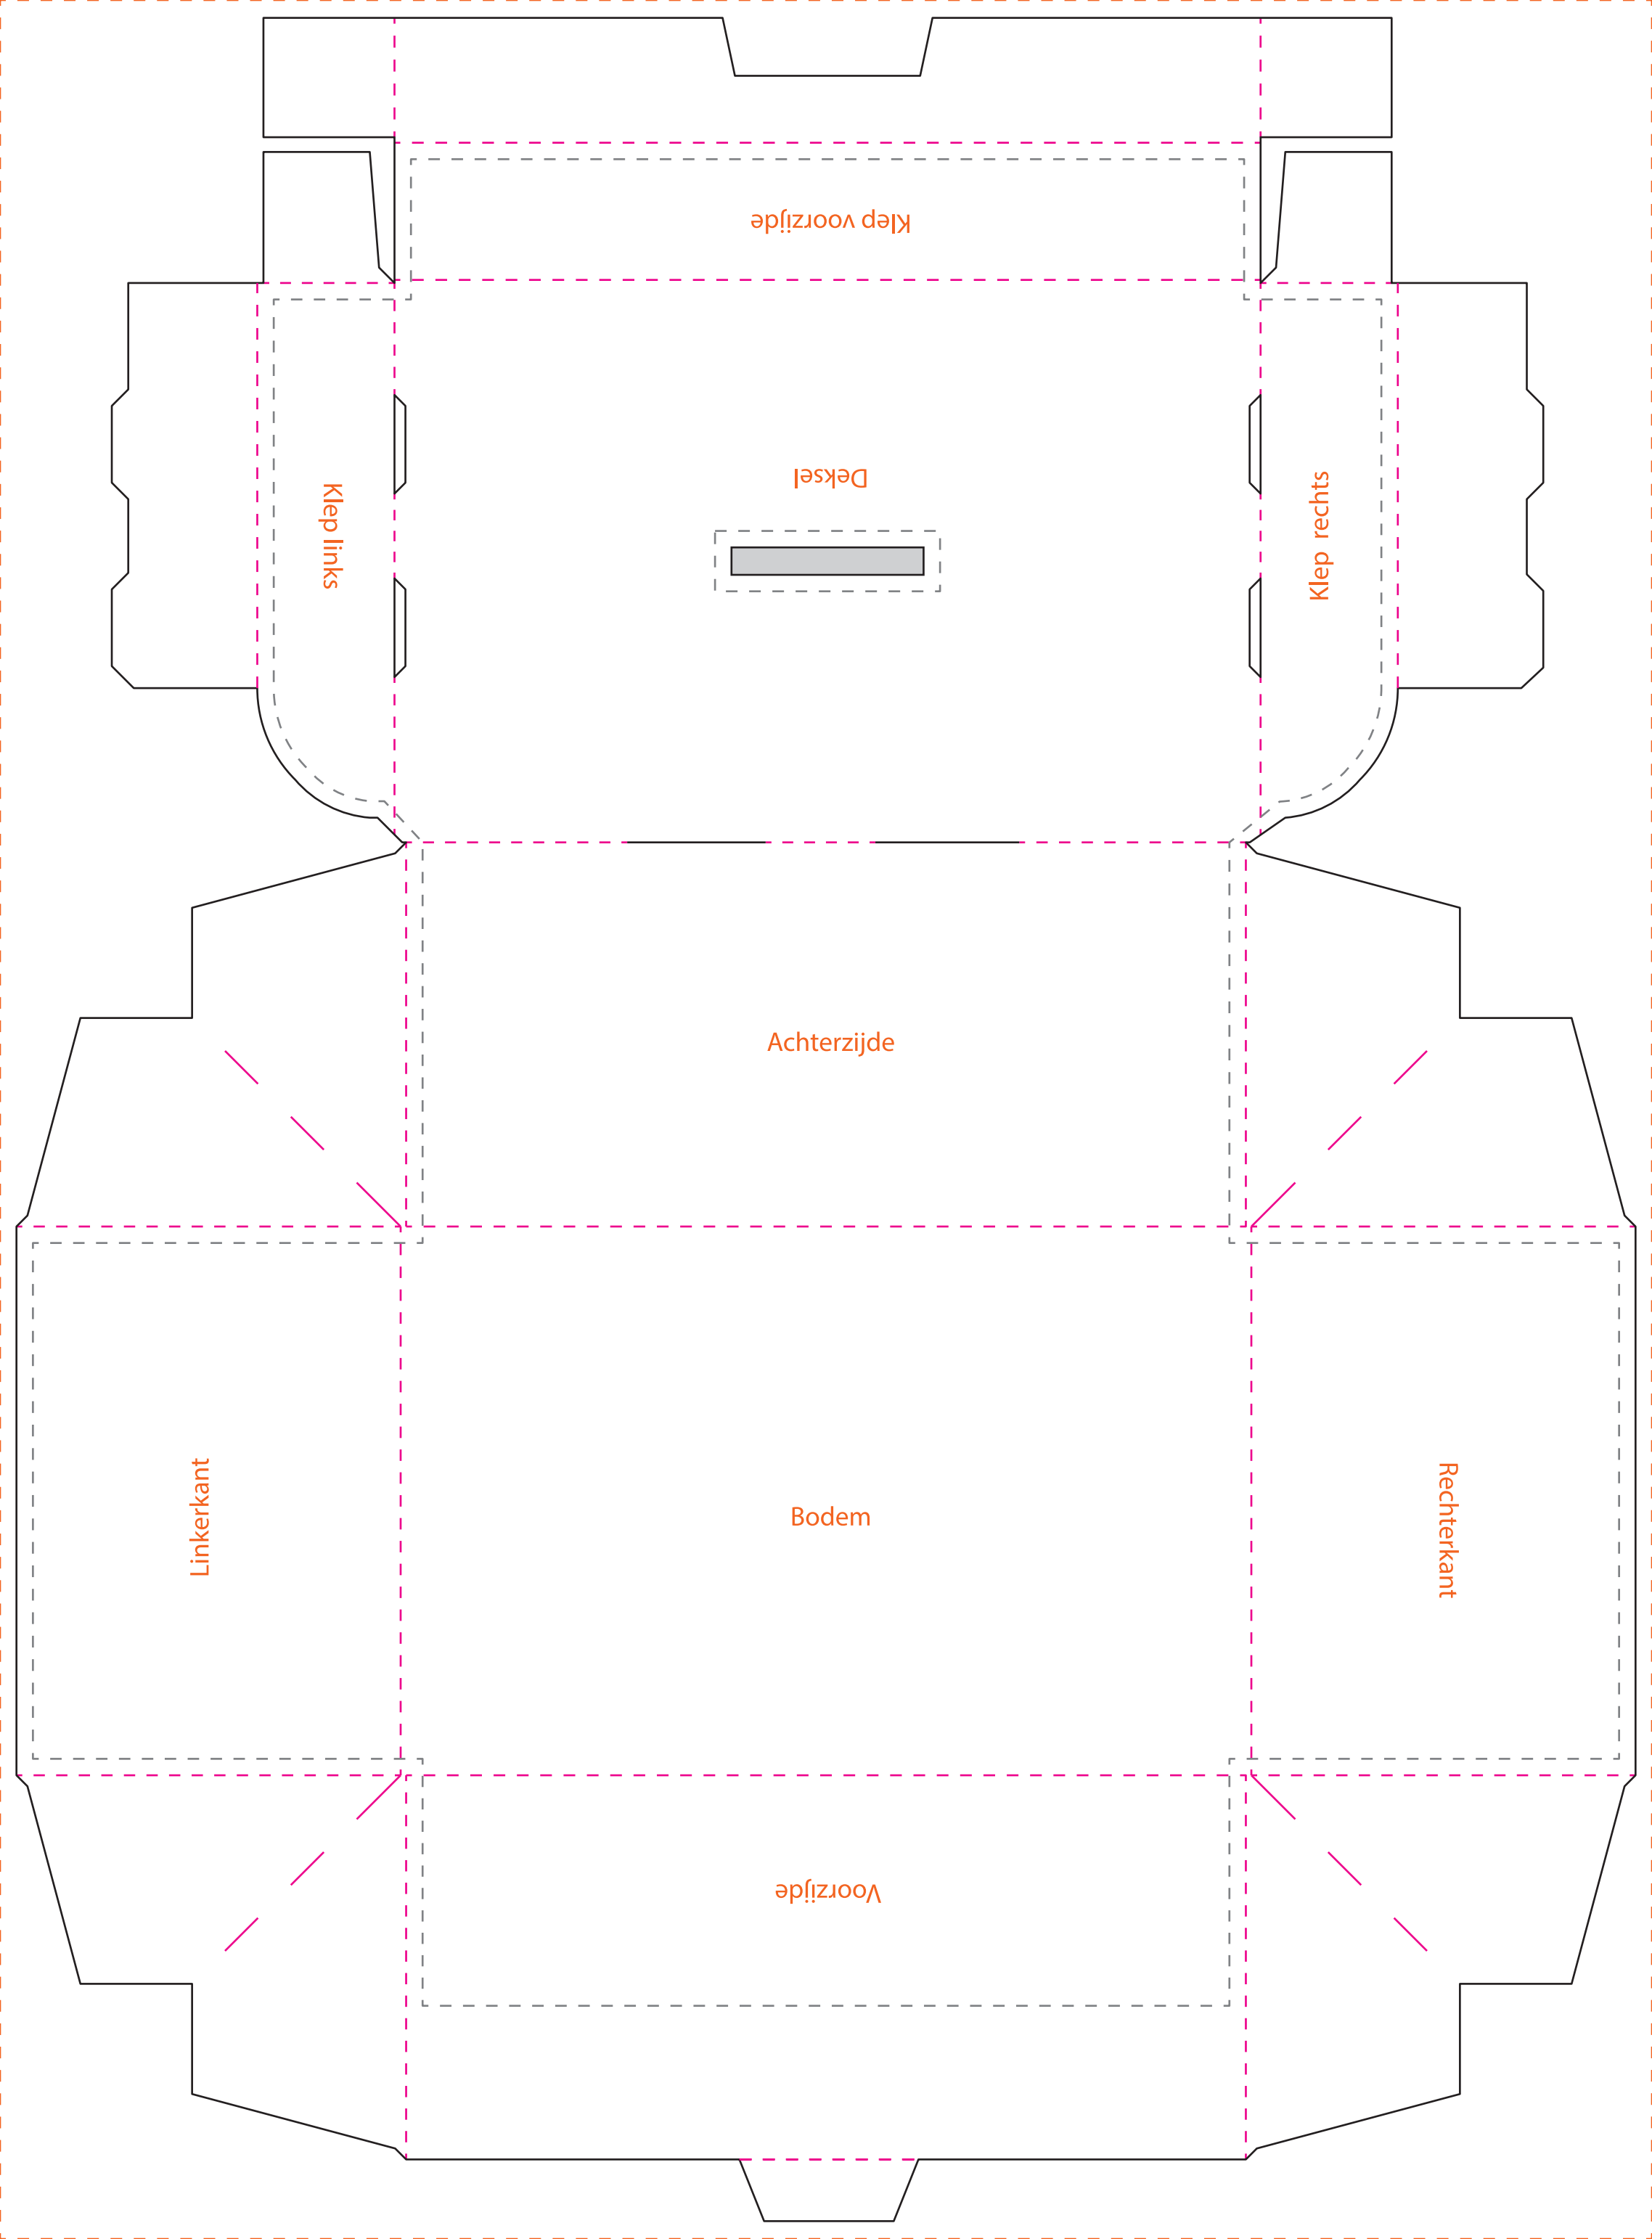 Klep voorzijde
Deksel
Klep links
Klep rechts
Achterzijde
Linkerkant
Bodem
Rechterkant
Voorzijde